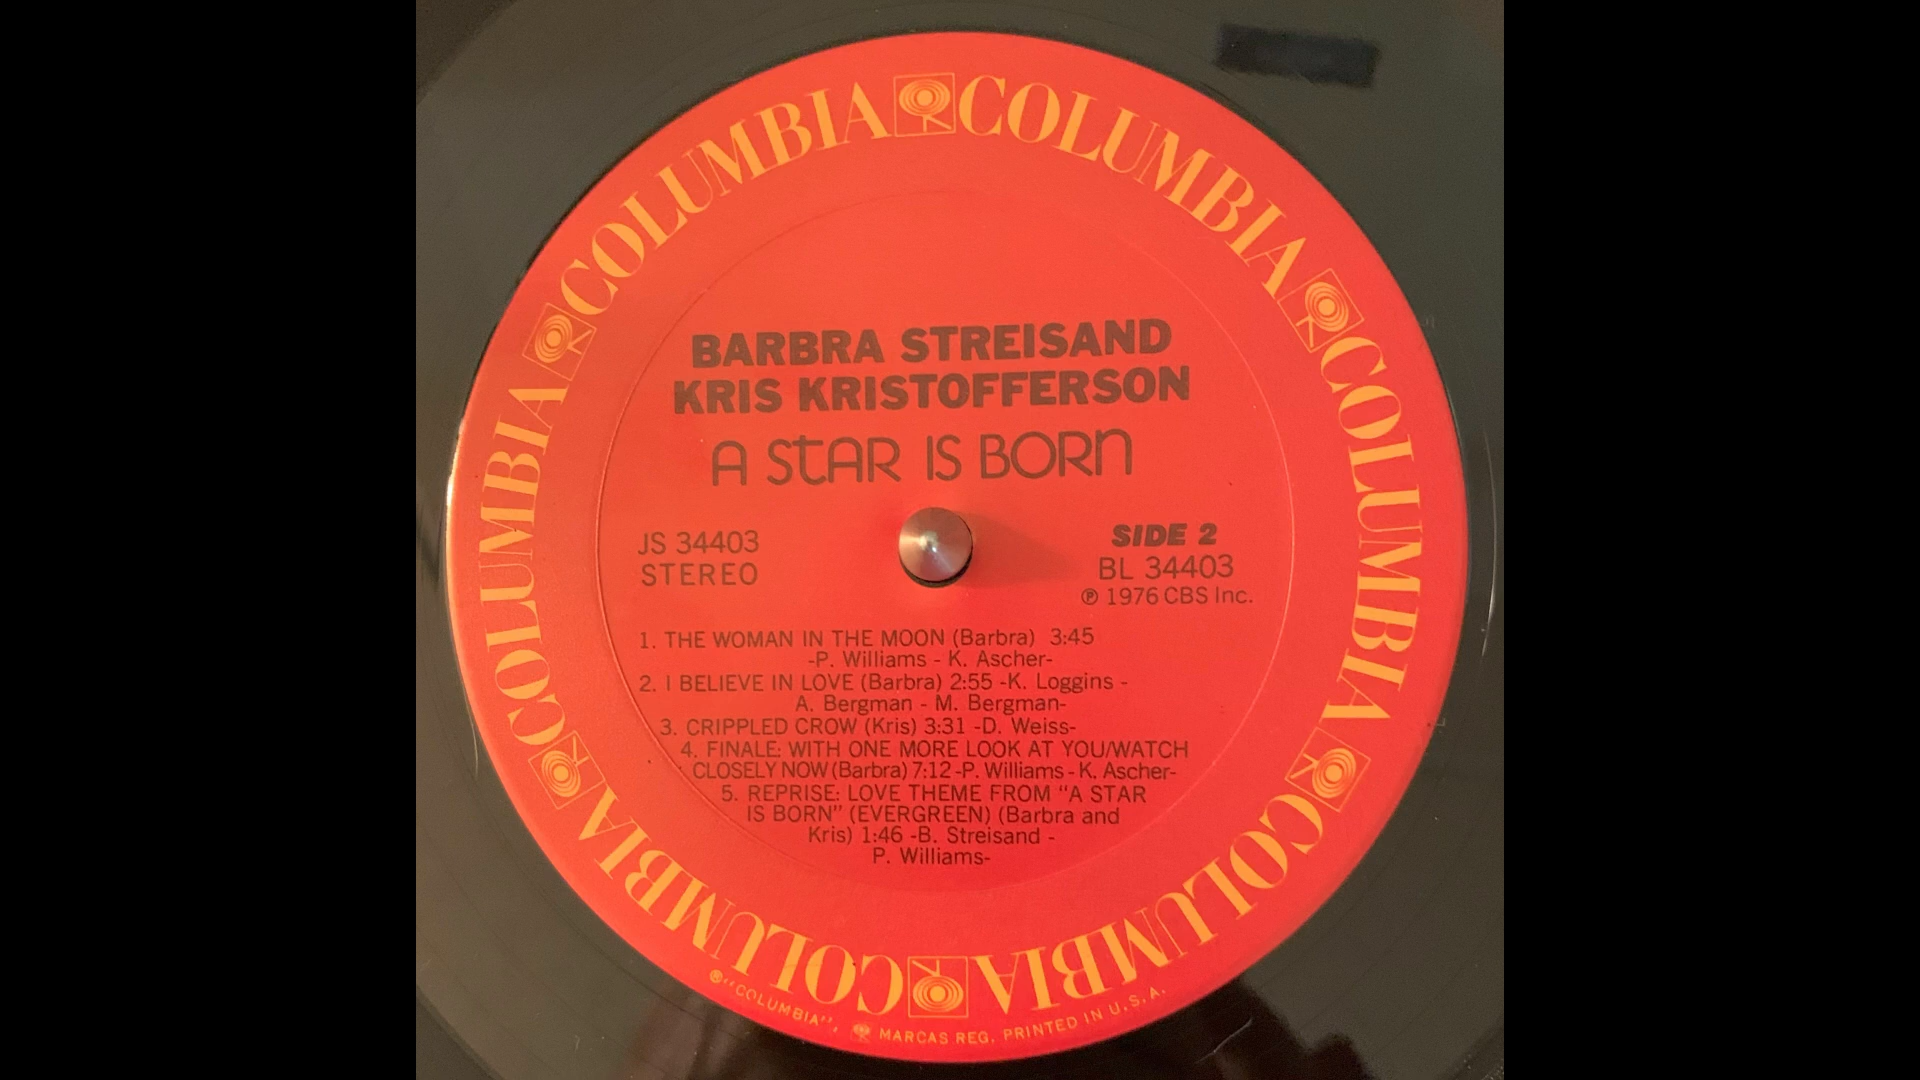 COLUMBIA COLUMBIA COLUMBIA COLUMBIA COLUMBIA COLUMBIA
BARBRA STREISAND
KRIS KRISTOFFERSON
A STAR IS BORN
JS 34403
STEREO
SIDE 2
BL 34403
℗ 1976 CBS Inc.
1. THE WOMAN IN THE MOON (Barbra) 3:45
-P. Williams - K. Ascher-
2. I BELIEVE IN LOVE (Barbra) 2:55 -K. Loggins -
A. Bergman - M. Bergman-
3. CRIPPLED CROW (Kris) 3:31 -D. Weiss-
4. FINALE: WITH ONE MORE LOOK AT YOU/WATCH
CLOSELY NOW (Barbra) 7:12 -P. Williams - K. Ascher-
5. REPRISE: LOVE THEME FROM "A STAR
IS BORN" (EVERGREEN) (Barbra and
Kris) 1:46 -B. Streisand -
P. Williams-
®"COLUMBIA", MARCAS REG. PRINTED IN U.S.A.